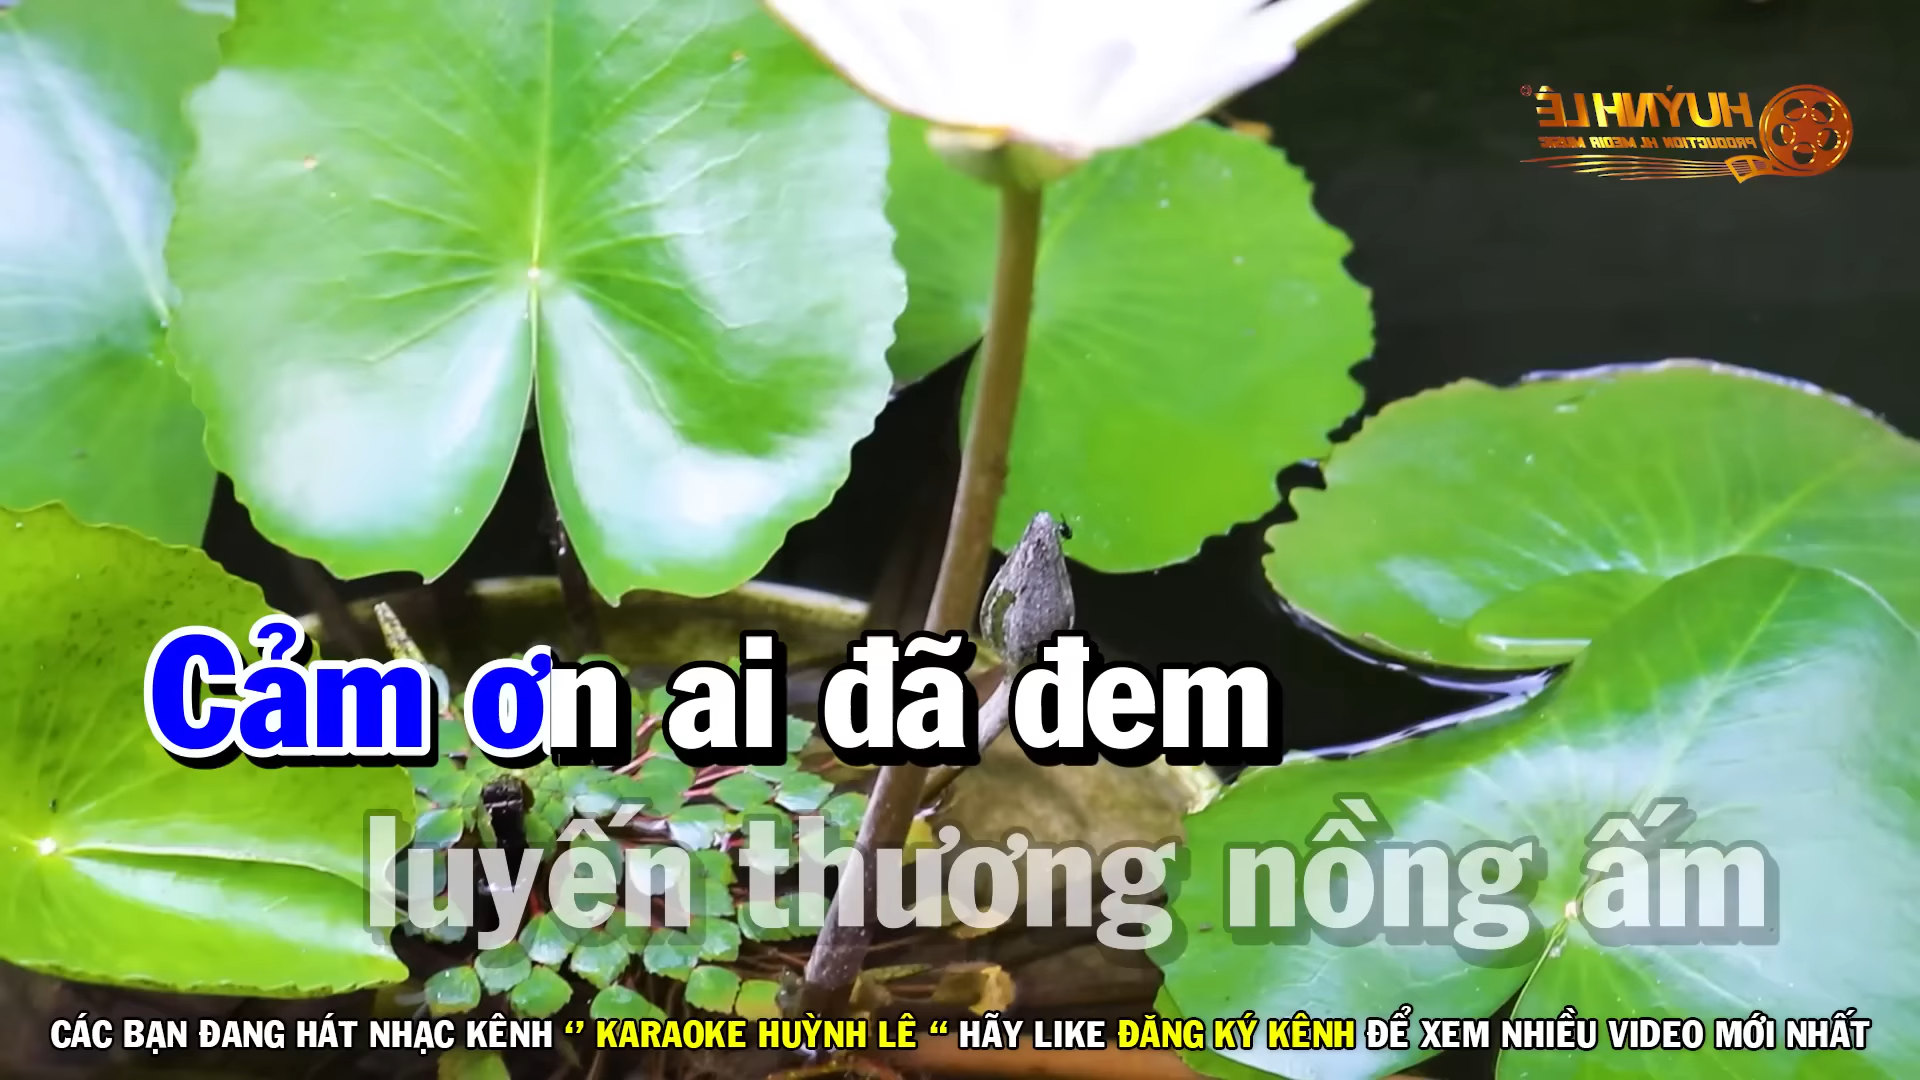 HUỲNH LÊ
PRODUCTION HL MEDIA MUSIC
Cảm ơn ai đã đem
luyến thương nồng ấm
CÁC BẠN ĐANG HÁT NHẠC KÊNH ‘’ KARAOKE HUỲNH LÊ “ HÃY LIKE ĐĂNG KÝ KÊNH ĐỂ XEM NHIỀU VIDEO MỚI NHẤT